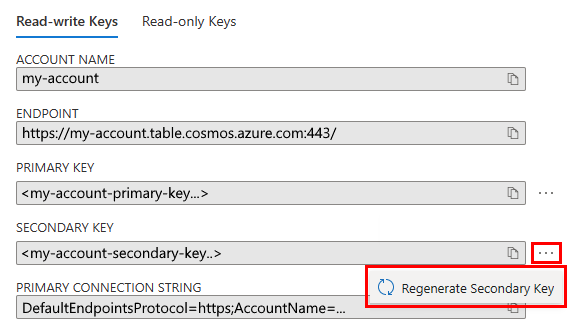 Read-write Keys Read-only Keys
ACCOUNT NAME
my-account
ENDPOINT
https://my-account.table.cosmos.azure.com:443/
PRIMARY KEY
<my-account-primary-key...> ...
SECONDARY KEY
<my-account-secondary-key..> ...
PRIMARY CONNECTION STRING
Regenerate Secondary Key
DefaultEndpointsProtocol=https;AccountName=...